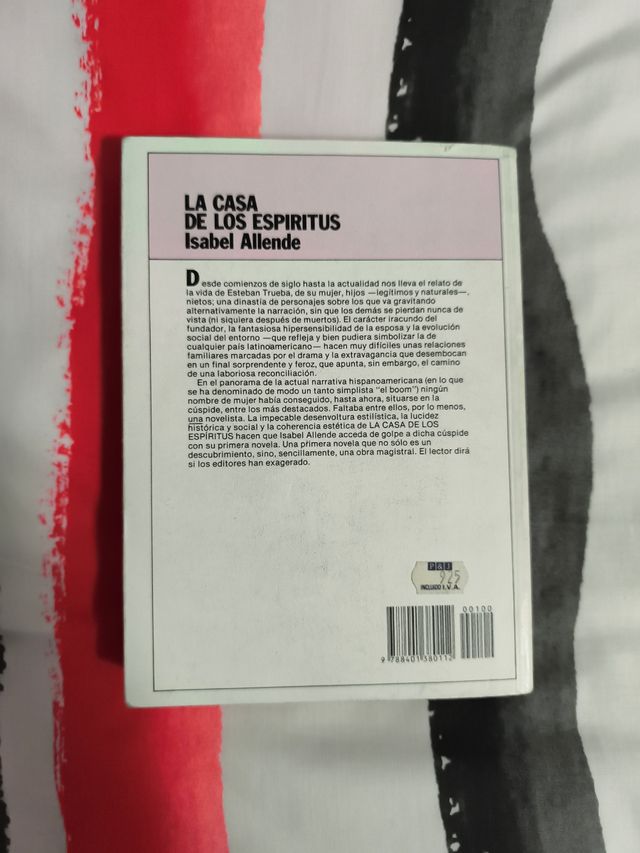 LA CASA
DE LOS ESPIRITUS
Isabel Allende
Desde comienzos de siglo hasta la actualidad nos lleva el relato de
la vida de Esteban Trueba, de su mujer, hijos —legítimos y naturales—,
nietos; una dinastía de personajes sobre los que va gravitando
alternativamente la narración, sin que los demás se pierdan nunca de
vista (ni siquiera después de muertos). El carácter iracundo del
fundador, la fantasiosa hipersensibilidad de la esposa y la evolución
social del entorno —que refleja y bien pudiera simbolizar la de
cualquier país latinoamericano— hacen muy difíciles unas relaciones
familiares marcadas por el drama y la extravagancia que desembocan
en un final sorprendente y feroz, que apunta, sin embargo, el camino
de una laboriosa reconciliación.
En el panorama de la actual narrativa hispanoamericana (en lo que
se ha denominado de modo un tanto simplista "el boom") ningún
nombre de mujer había conseguido, hasta ahora, situarse en la
cúspide, entre los más destacados. Faltaba entre ellos, por lo menos,
una novelista. La impecable desenvoltura estilística, la lucidez
histórica y social y la coherencia estética de LA CASA DE LOS
ESPÍRITUS hacen que Isabel Allende acceda de golpe a dicha cúspide
con su primera novela. Una primera novela que no sólo es un
descubrimiento, sino, sencillamente, una obra magistral. El lector dirá
si los editores han exagerado.
P & J
925
INCLUIDO I.V.A.
00100
9 788401 380112